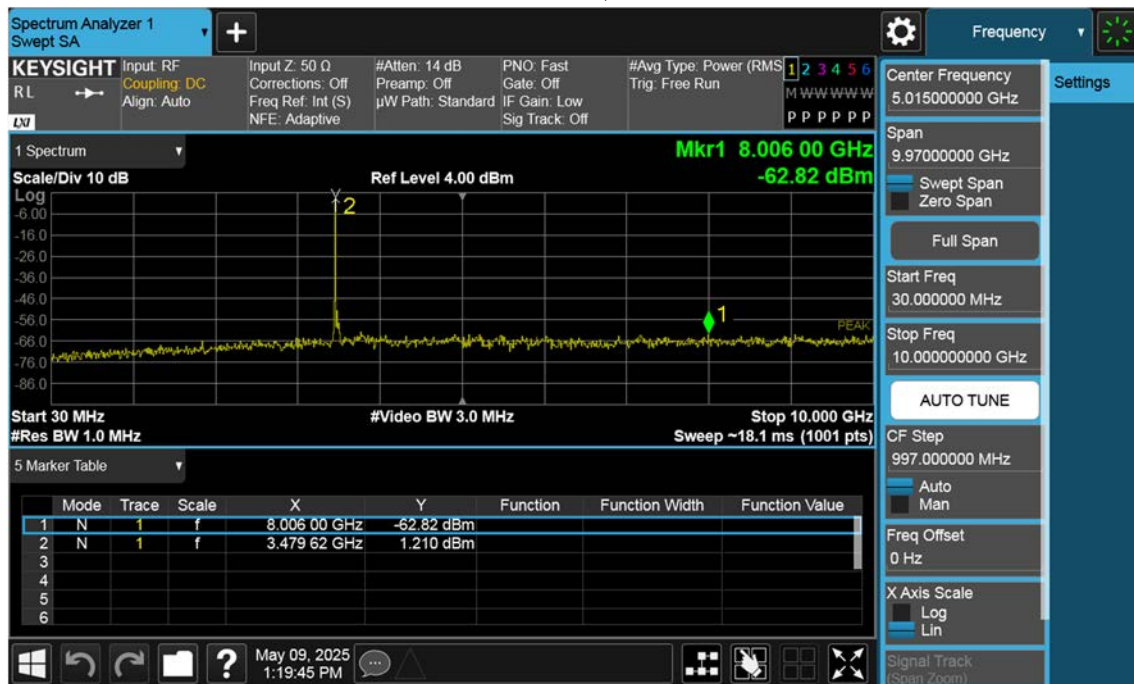 Spectrum Analyzer 1
Swept SA
Frequency
KEYSIGHT
RL
LXI
Input: RF
Coupling: DC
Align: Auto
Input Z: 50 Ω
Corrections: Off
Freq Ref: Int (S)
NFE: Adaptive
#Atten: 14 dB
Preamp: Off
µW Path: Standard
PNO: Fast
Gate: Off
IF Gain: Low
Sig Track: Off
#Avg Type: Power (RMS
Trig: Free Run
1 2 3 4 5 6
M W W W W W
P P P P P P
1 Spectrum
Mkr1 8.006 00 GHz
Scale/Div 10 dB
Ref Level 4.00 dBm
-62.82 dBm
Log
2
-6.00
-16.0
-26.0
-36.0
-46.0
-56.0
1
PEAK
-66.0
-76.0
-86.0
Start 30 MHz
#Video BW 3.0 MHz
Stop 10.000 GHz
#Res BW 1.0 MHz
Sweep ~18.1 ms (1001 pts)
5 Marker Table
Mode Trace Scale X Y Function Function Width Function Value
1 N 1 f 8.006 00 GHz -62.82 dBm
2 N 1 f 3.479 62 GHz 1.210 dBm
3
4
5
6
?
May 09, 2025
1:19:45 PM
Center Frequency
5.015000000 GHz
Settings
Span
9.97000000 GHz
Swept Span
Zero Span
Full Span
Start Freq
30.000000 MHz
Stop Freq
10.000000000 GHz
AUTO TUNE
CF Step
997.000000 MHz
Auto
Man
Freq Offset
0 Hz
X Axis Scale
Log
Lin
Signal Track
(Span Zoom)